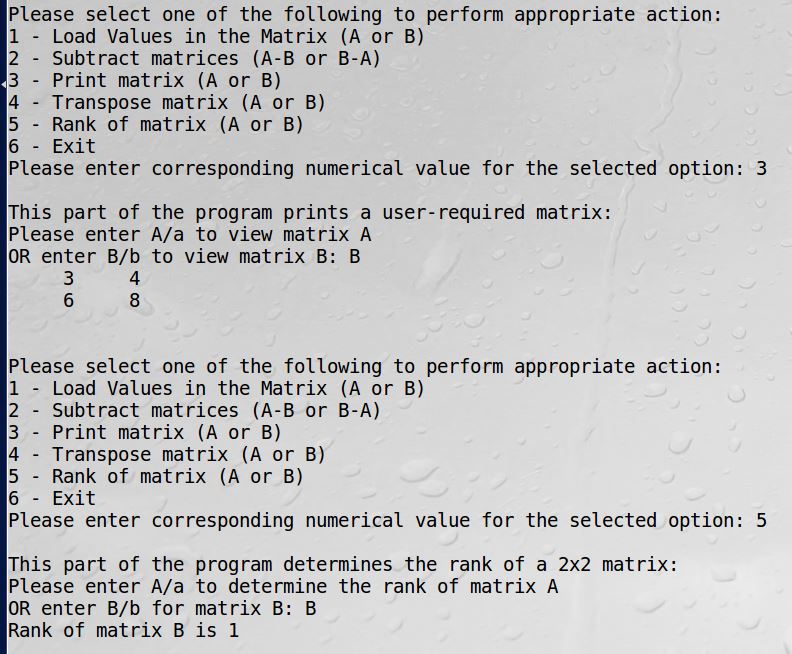 Please select one of the following to perform appropriate action:
1 - Load Values in the Matrix (A or B)
2 - Subtract matrices (A-B or B-A)
3 - Print matrix (A or B)
4 - Transpose matrix (A or B)
5 - Rank of matrix (A or B)
6 - Exit
Please enter corresponding numerical value for the selected option: 3
This part of the program prints a user-required matrix:
Please enter A/a to view matrix A
OR enter B/b to view matrix B: B
3 4
6 8
Please select one of the following to perform appropriate action:
1 - Load Values in the Matrix (A or B)
2 - Subtract matrices (A-B or B-A)
3 - Print matrix (A or B)
4 - Transpose matrix (A or B)
5 - Rank of matrix (A or B)
6 - Exit
Please enter corresponding numerical value for the selected option: 5
This part of the program determines the rank of a 2x2 matrix:
Please enter A/a to determine the rank of matrix A
OR enter B/b for matrix B: B
Rank of matrix B is 1